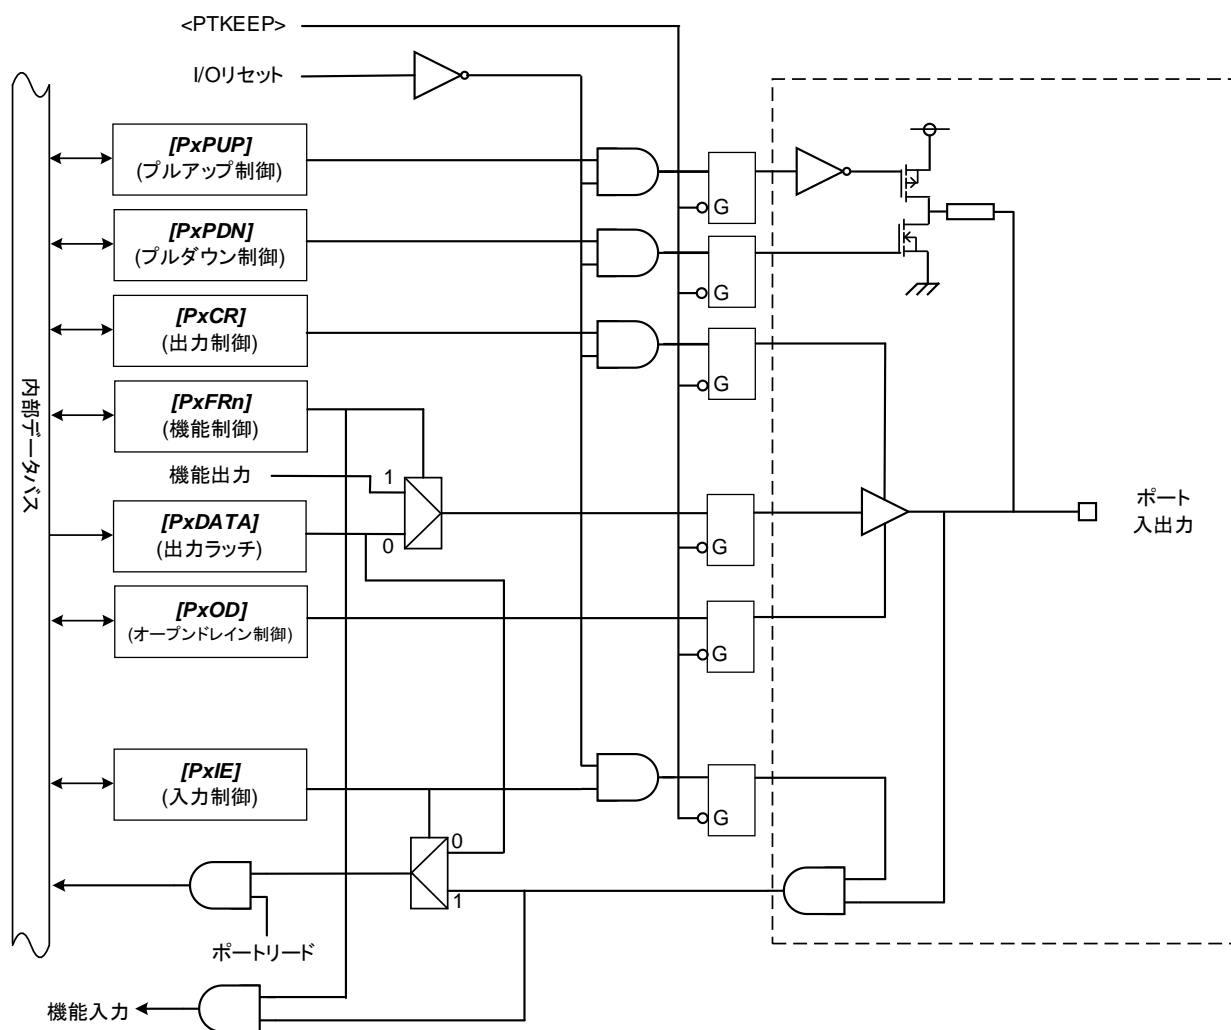 <PTKEEP>
I/Oリセット
[PxPUP]
(プルアップ制御)
G
[PxPDN]
(プルダウン制御)
G
[PxCR]
(出力制御)
G
内部データバス
[PxFRn]
(機能制御)
機能出力
1
[PxDATA]
(出力ラッチ)
0
G
ポート
入出力
[PxOD]
(オープンドレイン制御)
G
[PxIE]
(入力制御)
G
0
1
ポートリード
機能入力